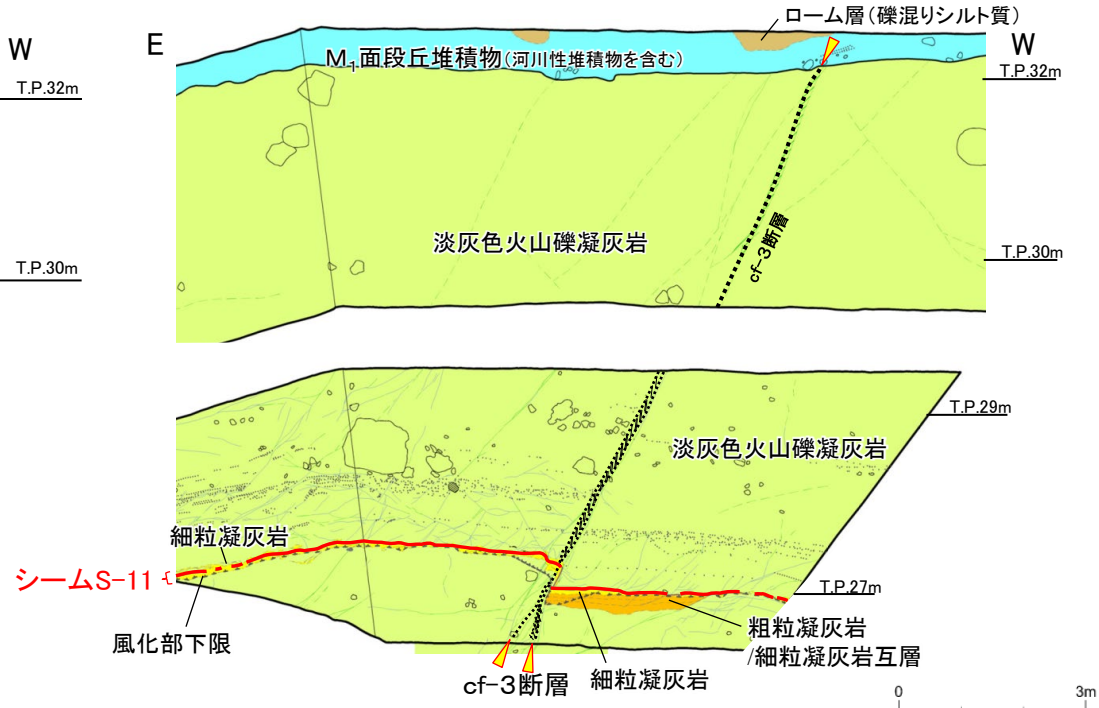 ローム層(礫混りシルト質)
W
E
W
M1面段丘堆積物(河川性堆積物を含む)
T.P.32m
T.P.32m
cf-3断層
淡灰色火山礫凝灰岩
T.P.30m
T.P.30m
T.P.29m
淡灰色火山礫凝灰岩
細粒凝灰岩
シームS-11
T.P.27m
風化部下限
粗粒凝灰岩
/細粒凝灰岩互層
cf-3断層
細粒凝灰岩
0
3m